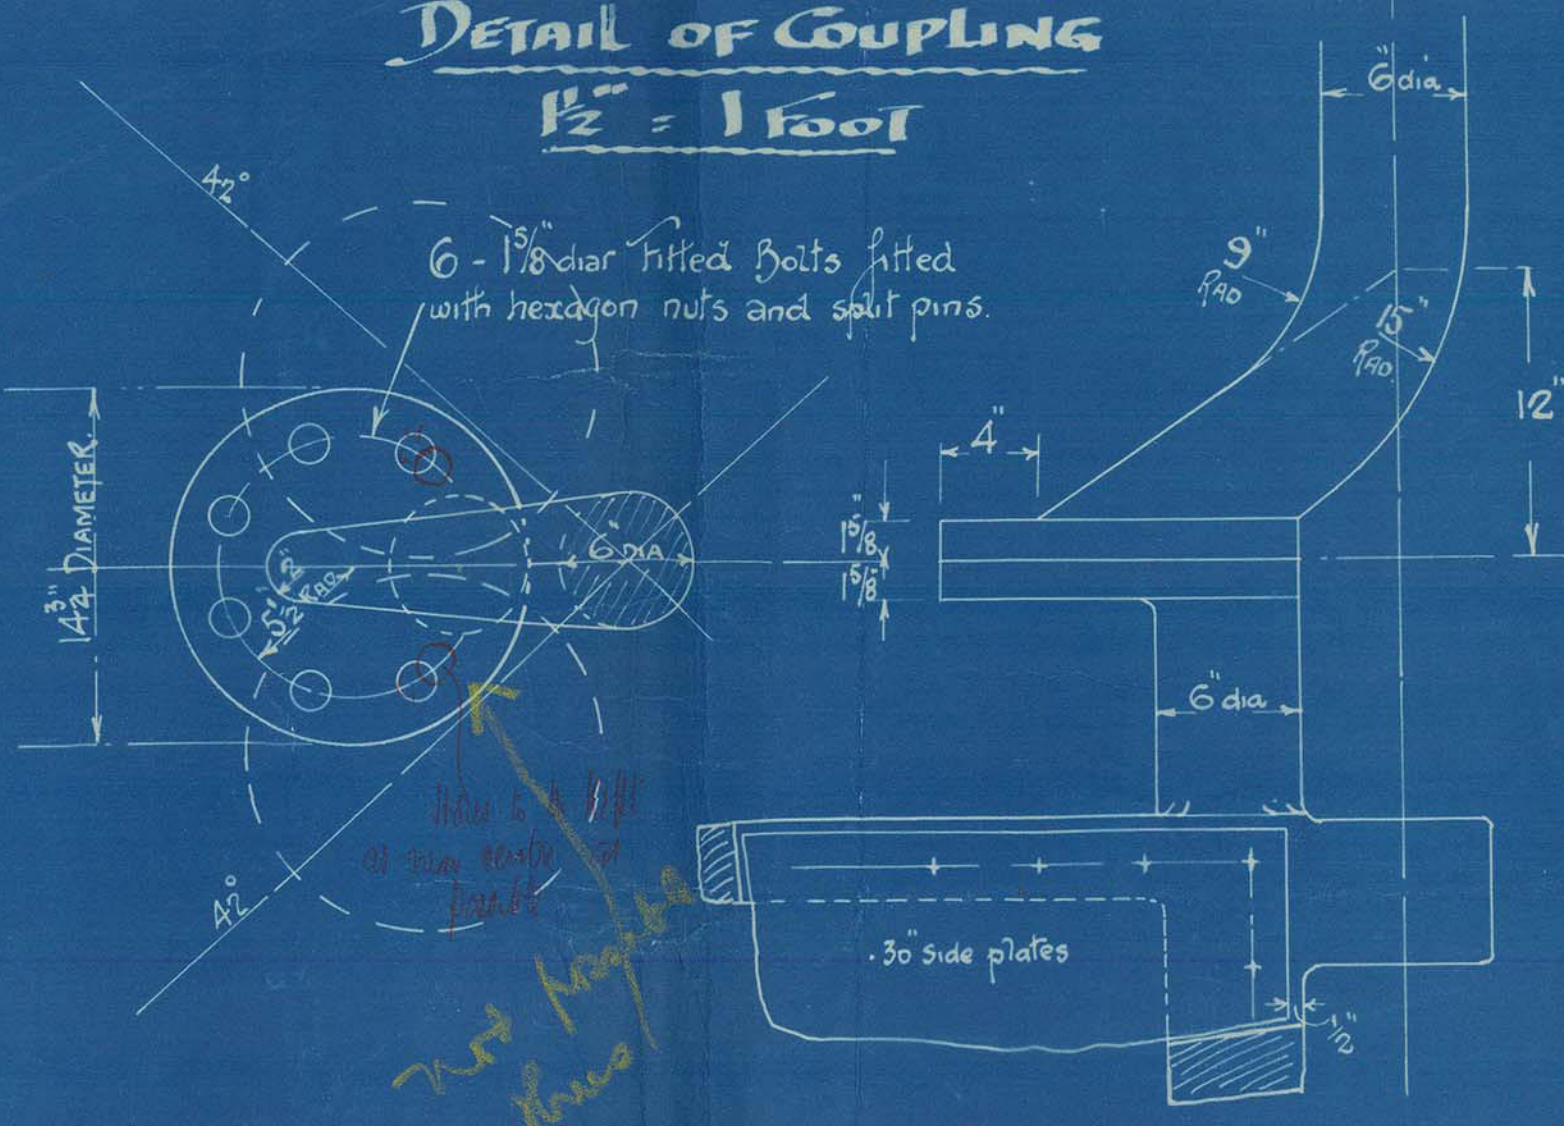 DETAIL OF COUPLING
1½" = 1 FOOT
42°
6 - 1⅝" diar Fitted Bolts fitted
with hexagon nuts and split pins.
14¾" DIAMETER.
2"
5½" RAD
6" DIA
42°
not
6" dia
9"
RAD
15"
RAD.
12"
4"
1⅝"
1⅝"
6" dia
.30" side plates
½"